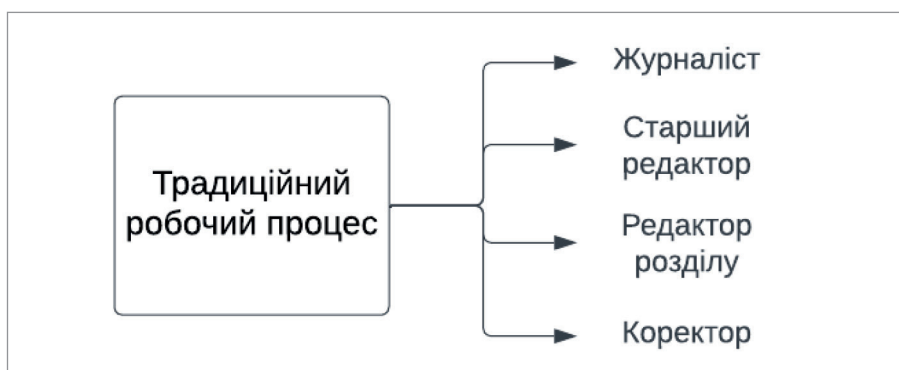 Традиційний
робочий процес
Журналіст
Старший
редактор
Редактор
розділу
Коректор